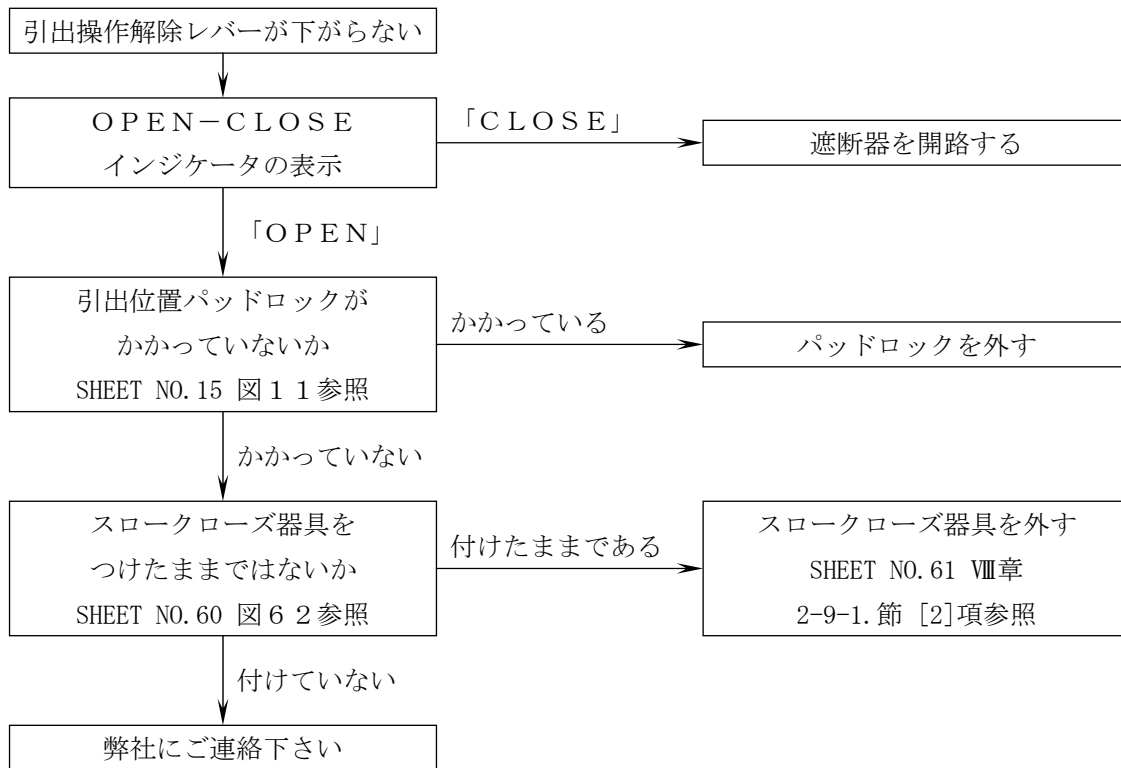 引出操作解除レバーが下がらない
ＯＰＥＮ－ＣＬＯＳＥ
インジケータの表示
「ＣＬＯＳＥ」
遮断器を開路する
「ＯＰＥＮ」
引出位置パッドロックが
かかっていないか
SHEET NO.15 図１１参照
かかっている
パッドロックを外す
かかっていない
スロークローズ器具を
つけたままではないか
SHEET NO.60 図６２参照
付けたままである
スロークローズ器具を外す
SHEET NO.61 Ⅷ章
2-9-1.節 [2]項参照
付けていない
弊社にご連絡下さい